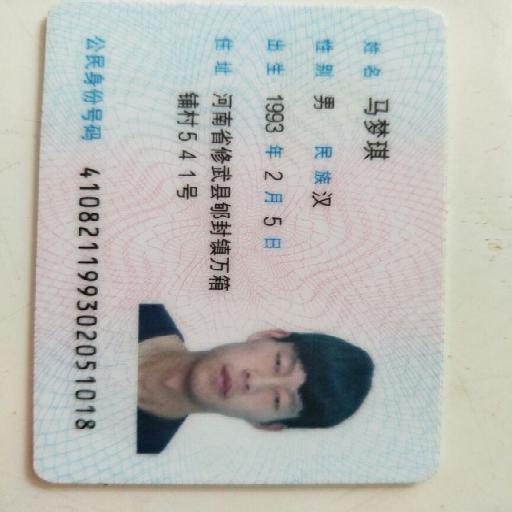 姓名 马梦琪
性别 男 民族 汉
出生 1993 年 2 月 5 日
住址 河南省修武县郇封镇万箱
铺村541号
公民身份号码 410821199302051018